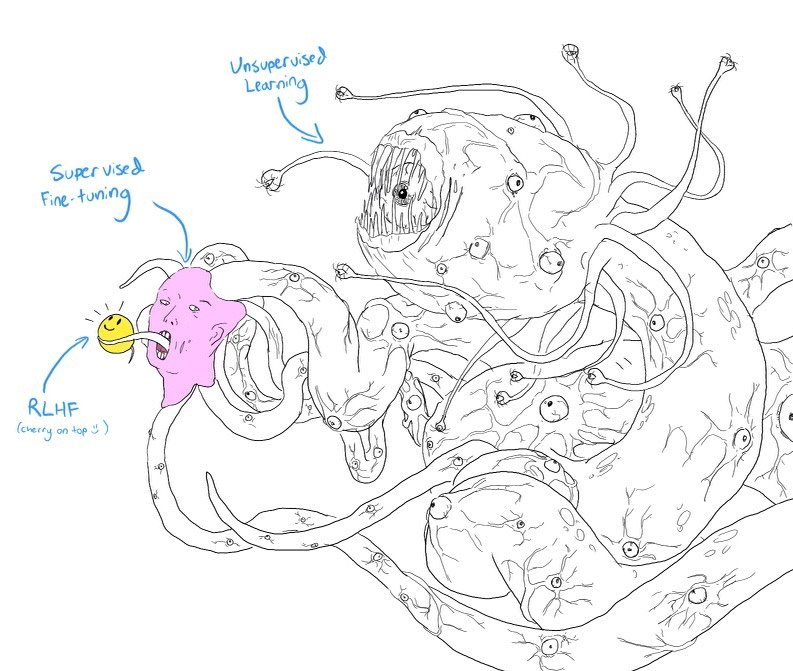 Unsupervised
Learning
Supervised
Fine-tuning
RLHF
(cherry on top :))